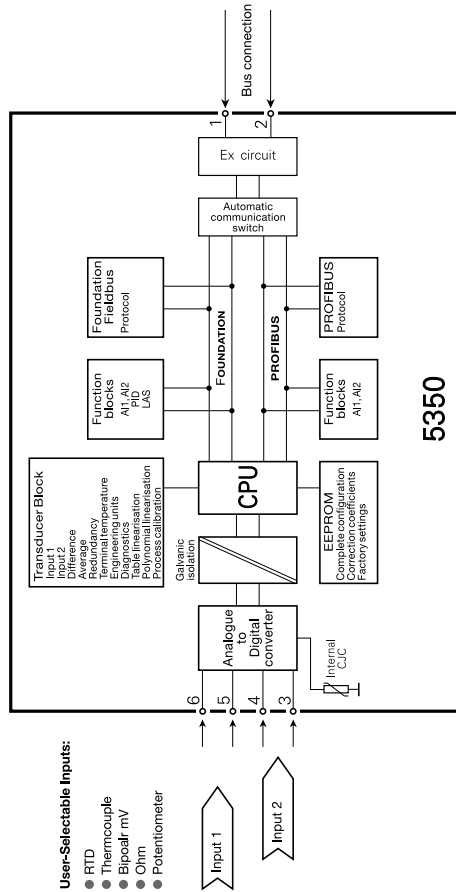 User-Selectable Inputs:
RTD
Thermcouple
Bipoalr mV
Ohm
Potentiometer
Input 1
Input 2
6
5
4
3
Analogue
to
Digital
converter
Internal
CJC
Galvanic
isolation
Transducer Block
Input 1
Input 2
Difference
Average
Redundancy
Terminal temperature
Engineering units
Diagnostics
Table linearisation
Polynomial linearisation
Process calibration
CPU
EEPROM
Complete configuration
Correction coefficients
Factory settings
Function
blocks
AI1, AI2
PID
LAS
Foundation
Fieldbus
Protocol
FOUNDATION
PROFIBUS
Function
blocks
AI1, AI2
PROFIBUS
Protocol
Automatic
communication
switch
Ex circuit
1
2
Bus connection
5350